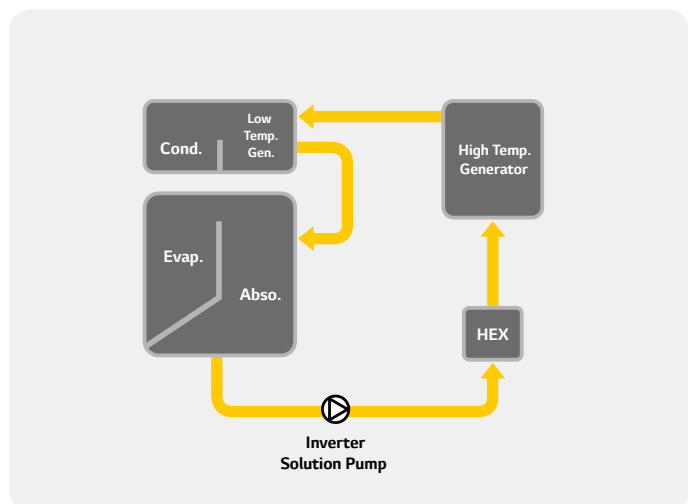 Low
Temp.
Gen.
Cond.
High Temp.
Generator
Evap.
Abso.
HEX
Inverter
Solution Pump